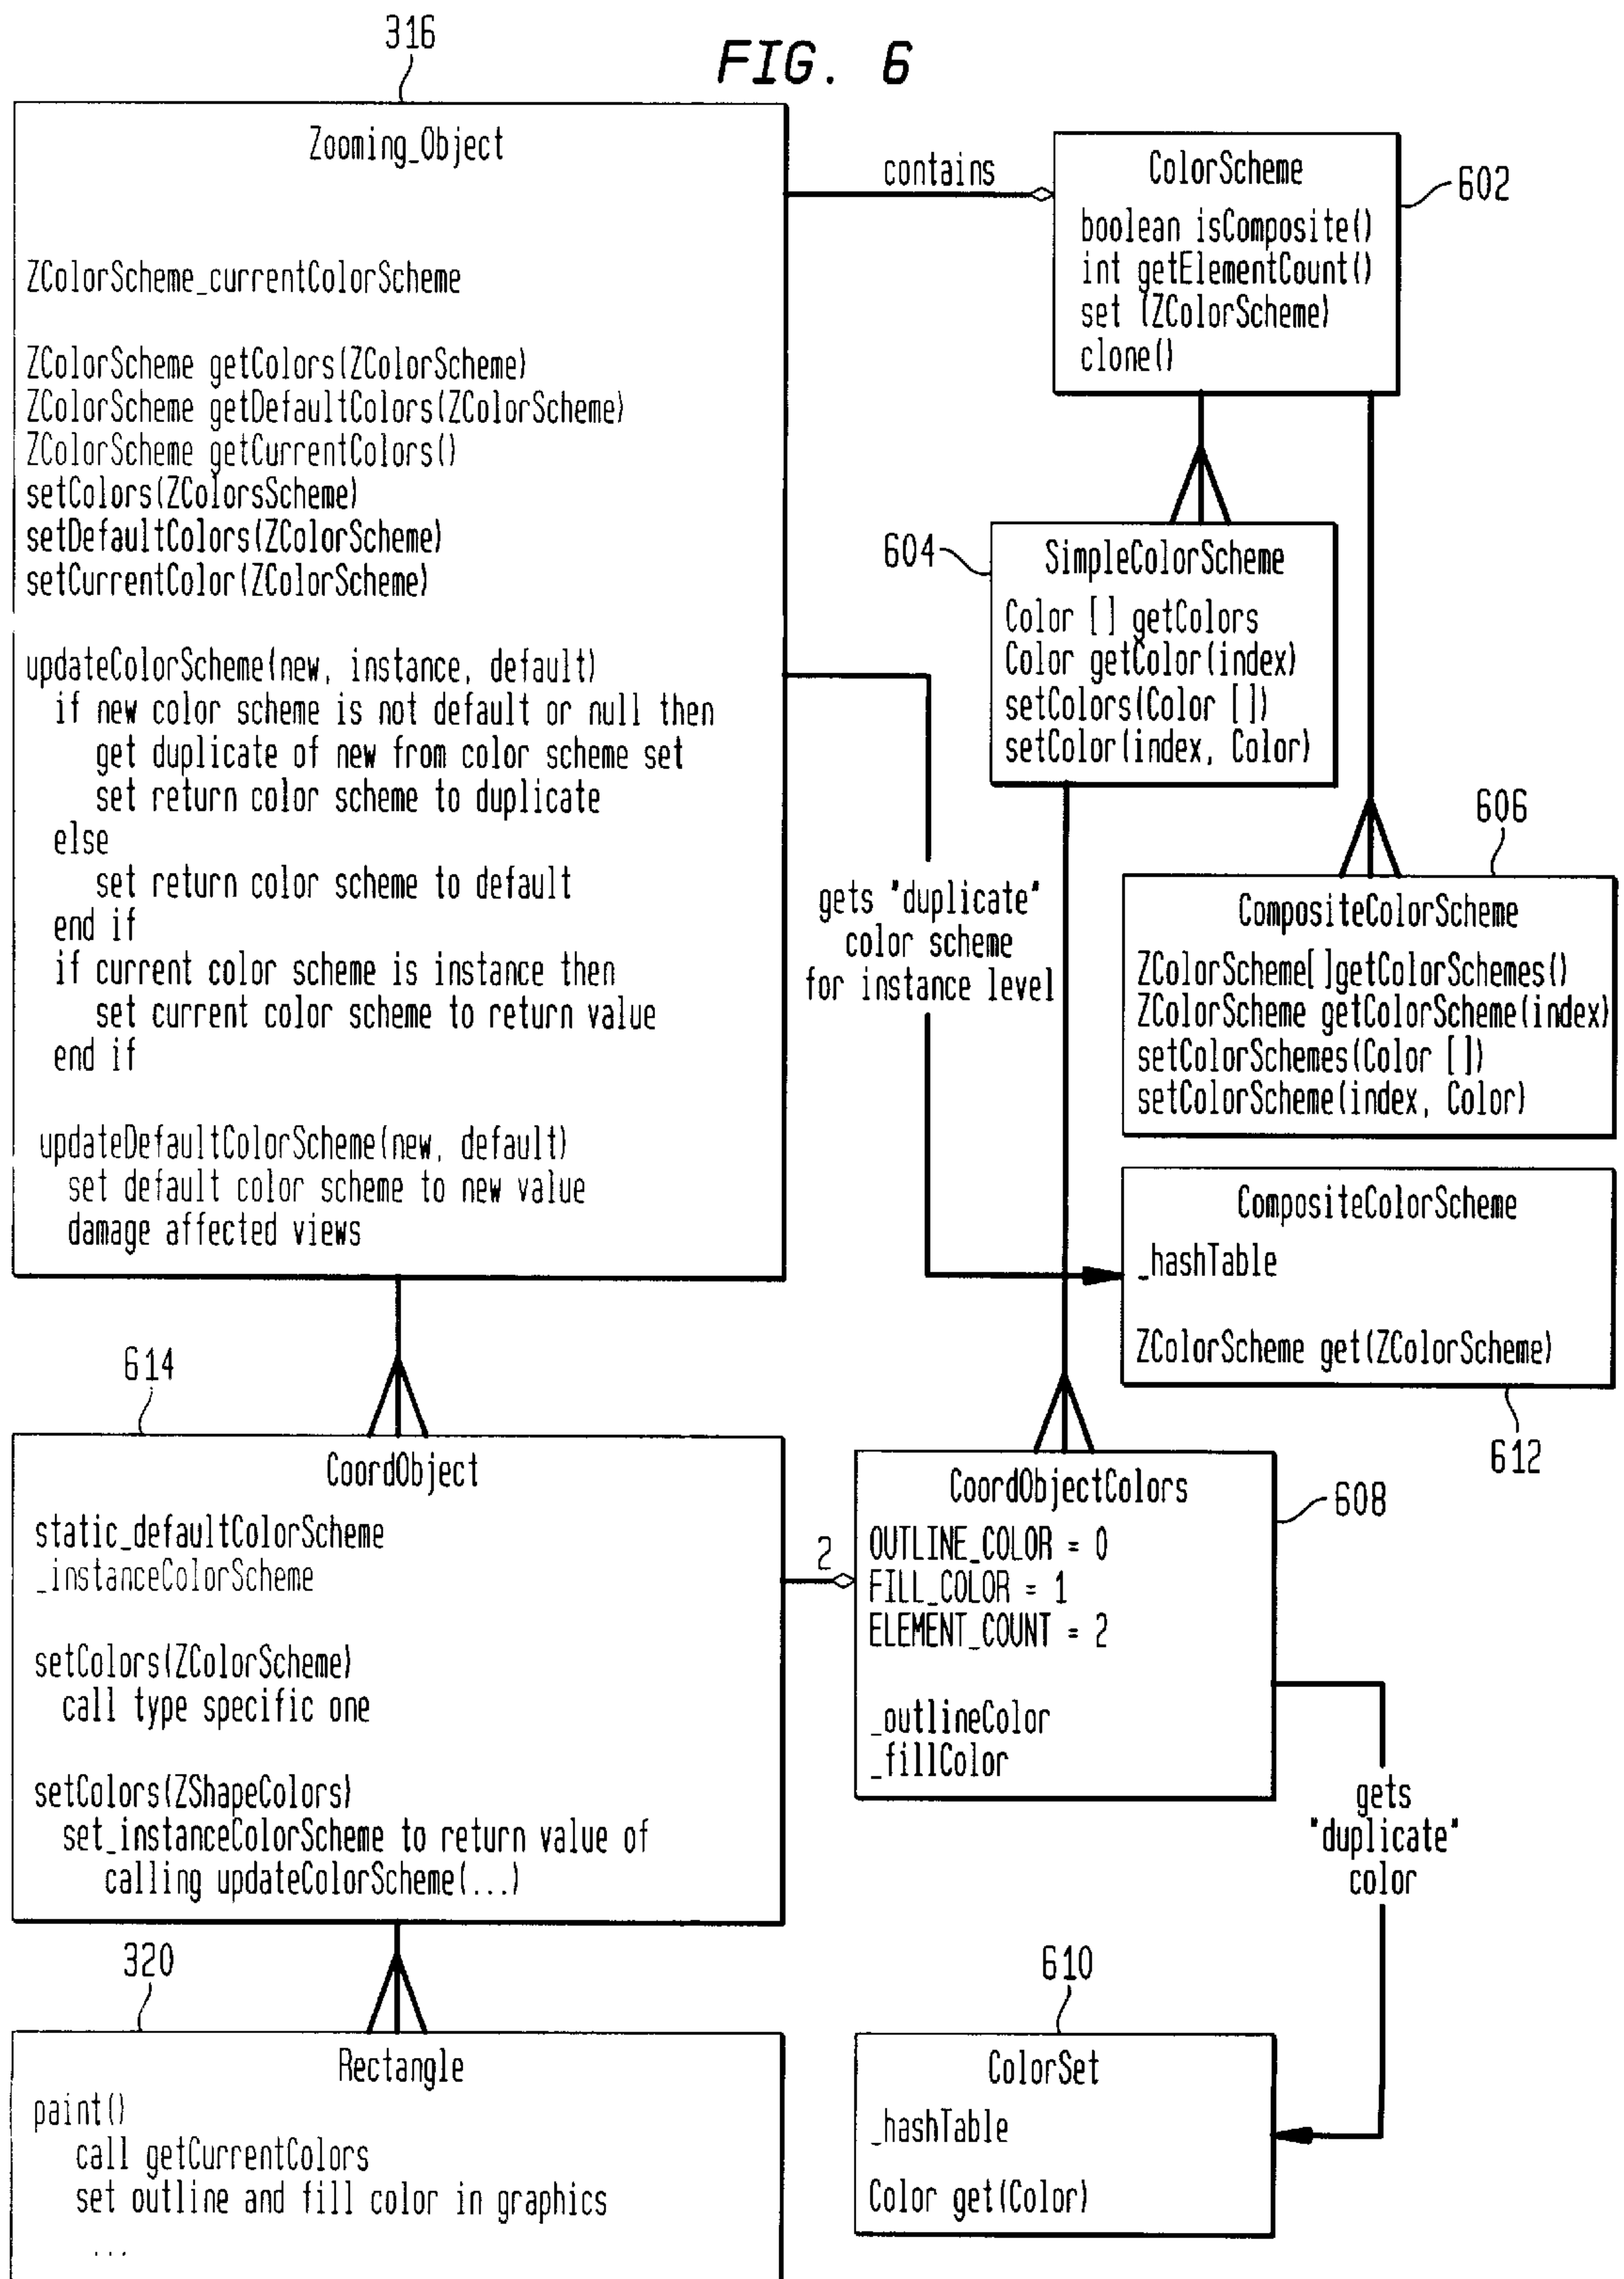 FIG. 6
316
Zooming_Object
ZColorScheme_currentColorScheme
ZColorScheme getColors(ZColorScheme)
ZColorScheme getDefaultColors(ZColorScheme)
ZColorScheme getCurrentColors()
setColors(ZColorsScheme)
setDefaultColors(ZColorScheme)
setCurrentColor(ZColorScheme)
updateColorScheme(new, instance, default)
if new color scheme is not default or null then
get duplicate of new from color scheme set
set return color scheme to duplicate
else
set return color scheme to default
end if
if current color scheme is instance then
set current color scheme to return value
end if
updateDefaultColorScheme(new, default)
set default color scheme to new value
damage affected views
contains
ColorScheme
boolean isComposite()
int getElementCount()
set (ZColorScheme)
clone()
602
604
SimpleColorScheme
Color [] getColors
Color getColor(index)
setColors(Color [])
setColor(index, Color)
606
CompositeColorScheme
ZColorScheme[]getColorSchemes()
ZColorScheme getColorScheme(index)
setColorSchemes(Color [])
setColorScheme(index, Color)
gets "duplicate"
color scheme
for instance level
CompositeColorScheme
_hashTable
ZColorScheme get(ZColorScheme)
612
614
CoordObject
static_defaultColorScheme
_instanceColorScheme
setColors(ZColorScheme)
call type specific one
setColors(ZShapeColors)
set_instanceColorScheme to return value of
calling updateColorScheme(...)
2
CoordObjectColors
OUTLINE_COLOR = 0
FILL_COLOR = 1
ELEMENT_COUNT = 2
_outlineColor
_fillColor
608
gets
"duplicate"
color
320
Rectangle
paint()
call getCurrentColors
set outline and fill color in graphics
...
610
ColorSet
_hashTable
Color get(Color)